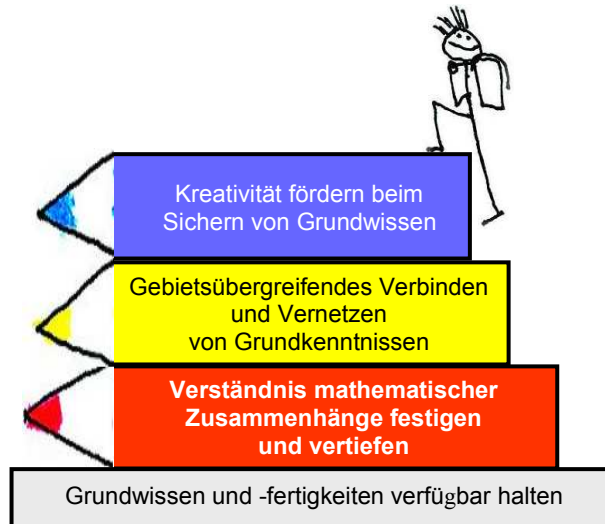 Kreativität fördern beim
Sichern von Grundwissen
Gebietsübergreifendes Verbinden
und Vernetzen
von Grundkenntnissen
Verständnis mathematischer
Zusammenhänge festigen
und vertiefen
Grundwissen und -fertigkeiten verfügbar halten